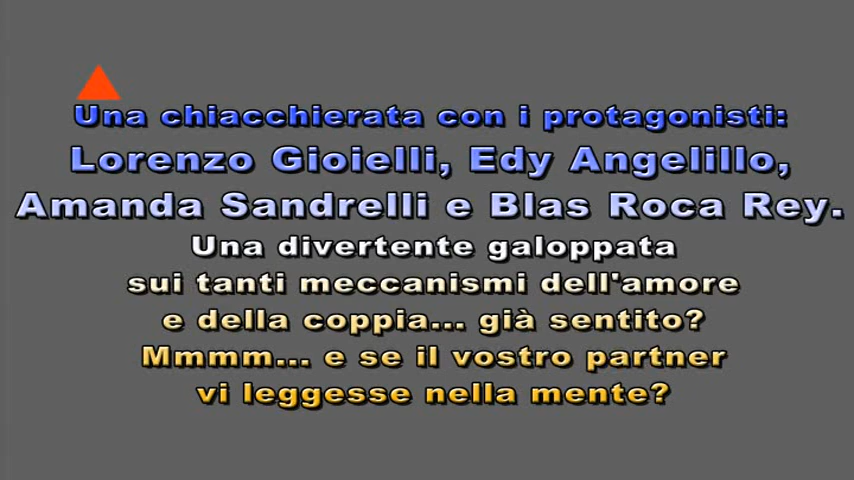 Una chiacchierata con i protagonisti:
Lorenzo Gioielli, Edy Angelillo,
Amanda Sandrelli e Blas Roca Rey.
Una divertente galoppata
sui tanti meccanismi dell'amore
e della coppia... già sentito?
Mmmm... e se il vostro partner
vi leggesse nella mente?